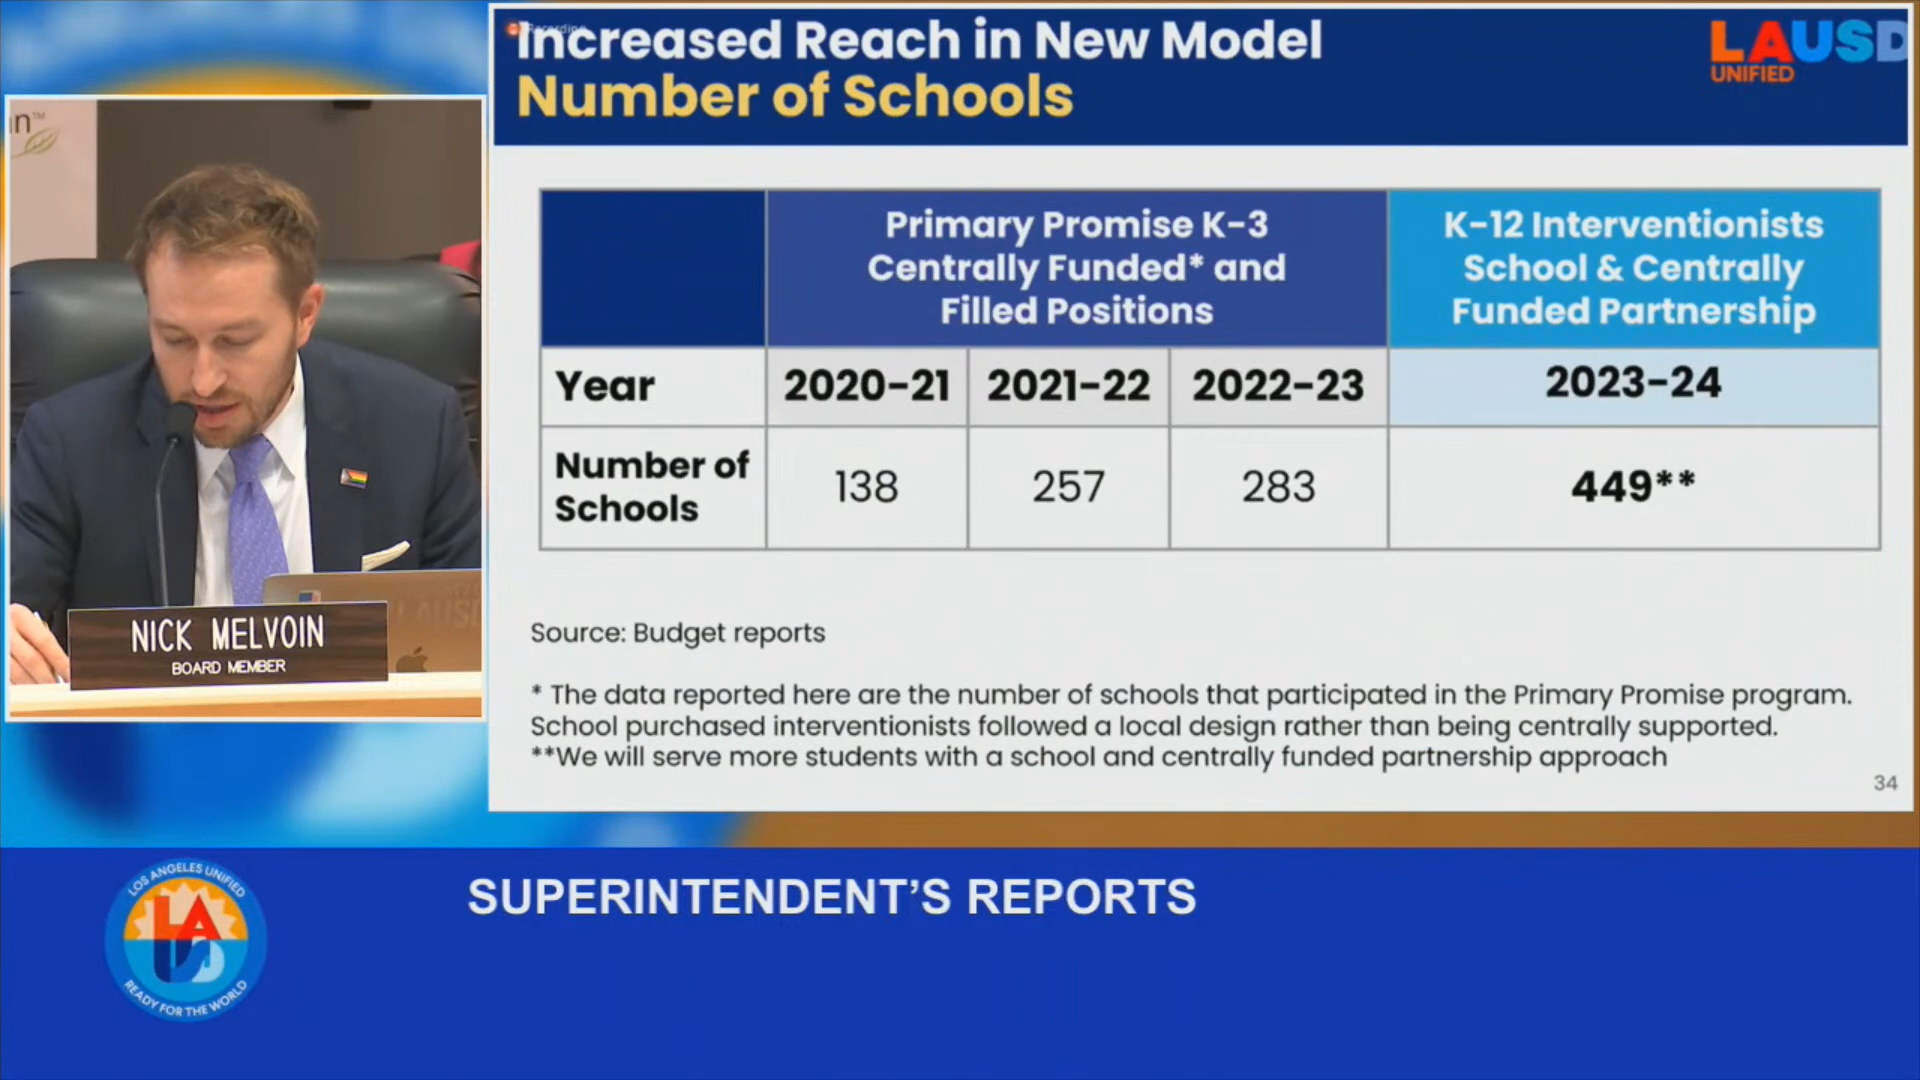 Recording
Increased Reach in New Model
Number of Schools
LAUSD
UNIFIED
n™
Primary Promise K-3
Centrally Funded* and
Filled Positions
K-12 Interventionists
School & Centrally
Funded Partnership
Year
2020-21
2021-22
2022-23
2023-24
Number of
Schools
138
257
283
449**
Source: Budget reports
* The data reported here are the number of schools that participated in the Primary Promise program.
School purchased interventionists followed a local design rather than being centrally supported.
**We will serve more students with a school and centrally funded partnership approach
34
LAUSD
NICK MELVOIN
BOARD MEMBER
SUPERINTENDENT'S REPORTS
LOS ANGELES UNIFIED
LAUSD
READY FOR THE WORLD